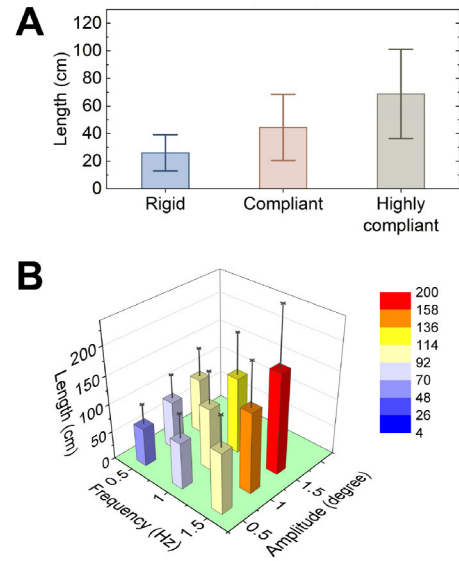 A
Length (cm)
120
100
80
60
40
20
0
Rigid
Compliant
Highly
compliant
B
Length (cm)
200
150
100
50
0
0.5
1
1.5
Frequency (Hz)
0.5
1
1.5
Amplitude (degree)
200
158
136
114
92
70
48
26
4